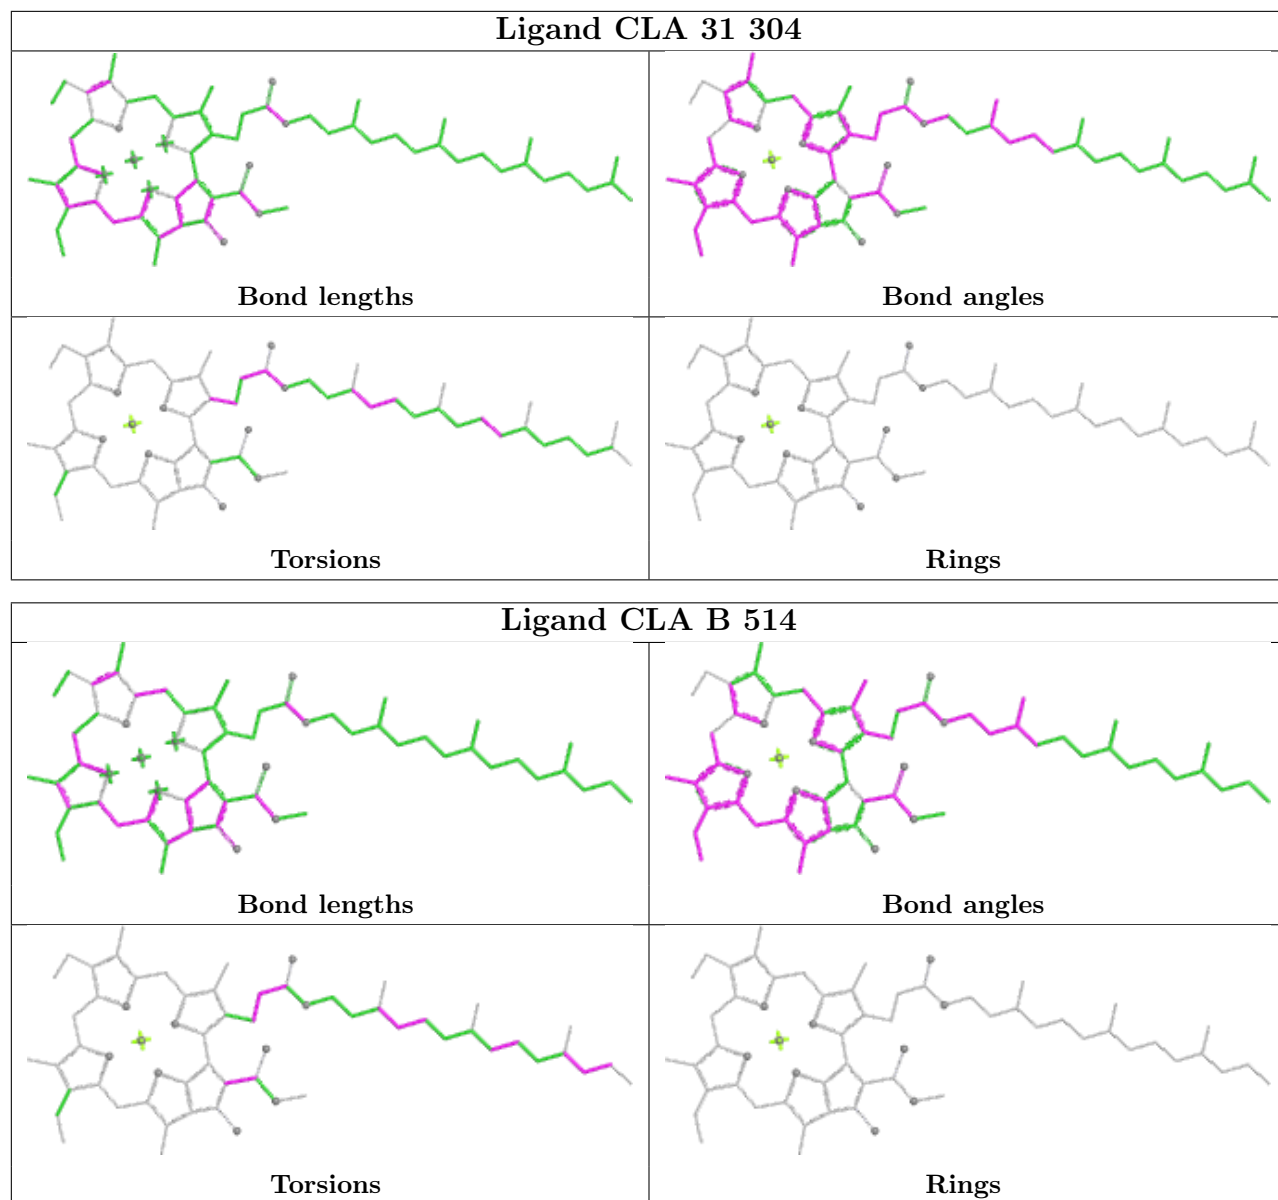 Ligand CLA 31 304
Bond lengths
Bond angles
Torsions
Rings
Ligand CLA B 514
Bond lengths
Bond angles
Torsions
Rings